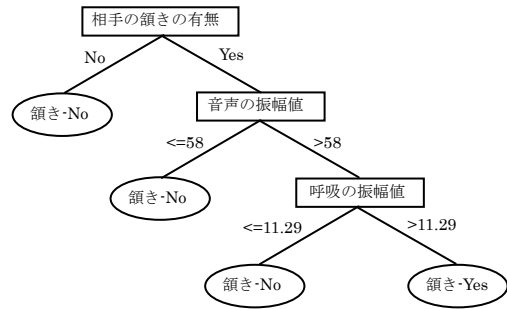 相手の頷きの有無
No
Yes
頷き-No
音声の振幅値
<=58
>58
頷き-No
呼吸の振幅値
<=11.29
>11.29
頷き-No
頷き-Yes